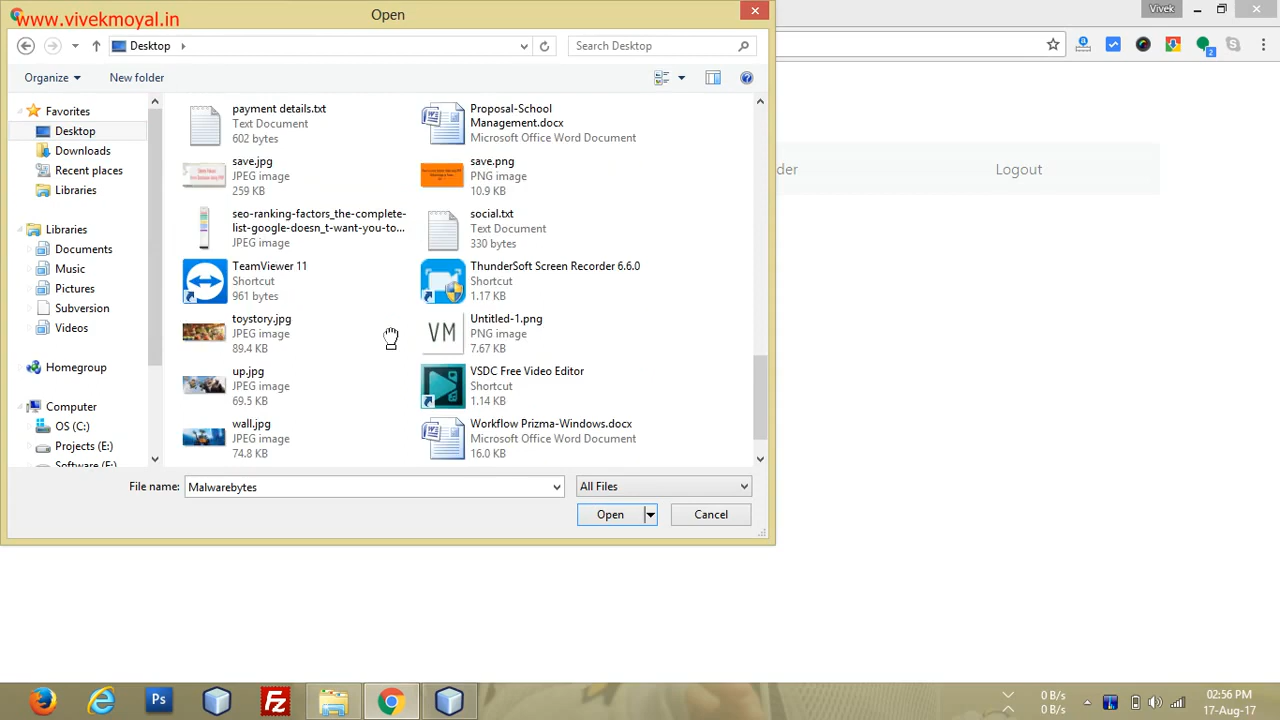 www.vivekmoyal.in
Open
Vivek
Desktop
Search Desktop
2
Organize
New folder
Favorites
Desktop
Downloads
Recent places
Libraries
Libraries
Documents
Music
Pictures
Subversion
Videos
Homegroup
Computer
OS (C:)
Projects (E:)
Software (F:)
payment details.txt
Text Document
602 bytes
Proposal-School
Management.docx
Microsoft Office Word Document
save.jpg
JPEG image
259 KB
save.png
PNG image
10.9 KB
seo-ranking-factors_the-complete-
list-google-doesn_t-want-you-to...
JPEG image
social.txt
Text Document
330 bytes
TeamViewer 11
Shortcut
961 bytes
ThunderSoft Screen Recorder 6.6.0
Shortcut
1.17 KB
toystory.jpg
JPEG image
89.4 KB
VM
Untitled-1.png
PNG image
7.67 KB
up.jpg
JPEG image
69.5 KB
VSDC Free Video Editor
Shortcut
1.14 KB
wall.jpg
JPEG image
74.8 KB
Workflow Prizma-Windows.docx
Microsoft Office Word Document
16.0 KB
der
Logout
File name:
Malwarebytes
All Files
Open
Cancel
Ps
Fz
0 B/s
0 B/s
02:56 PM
17-Aug-17